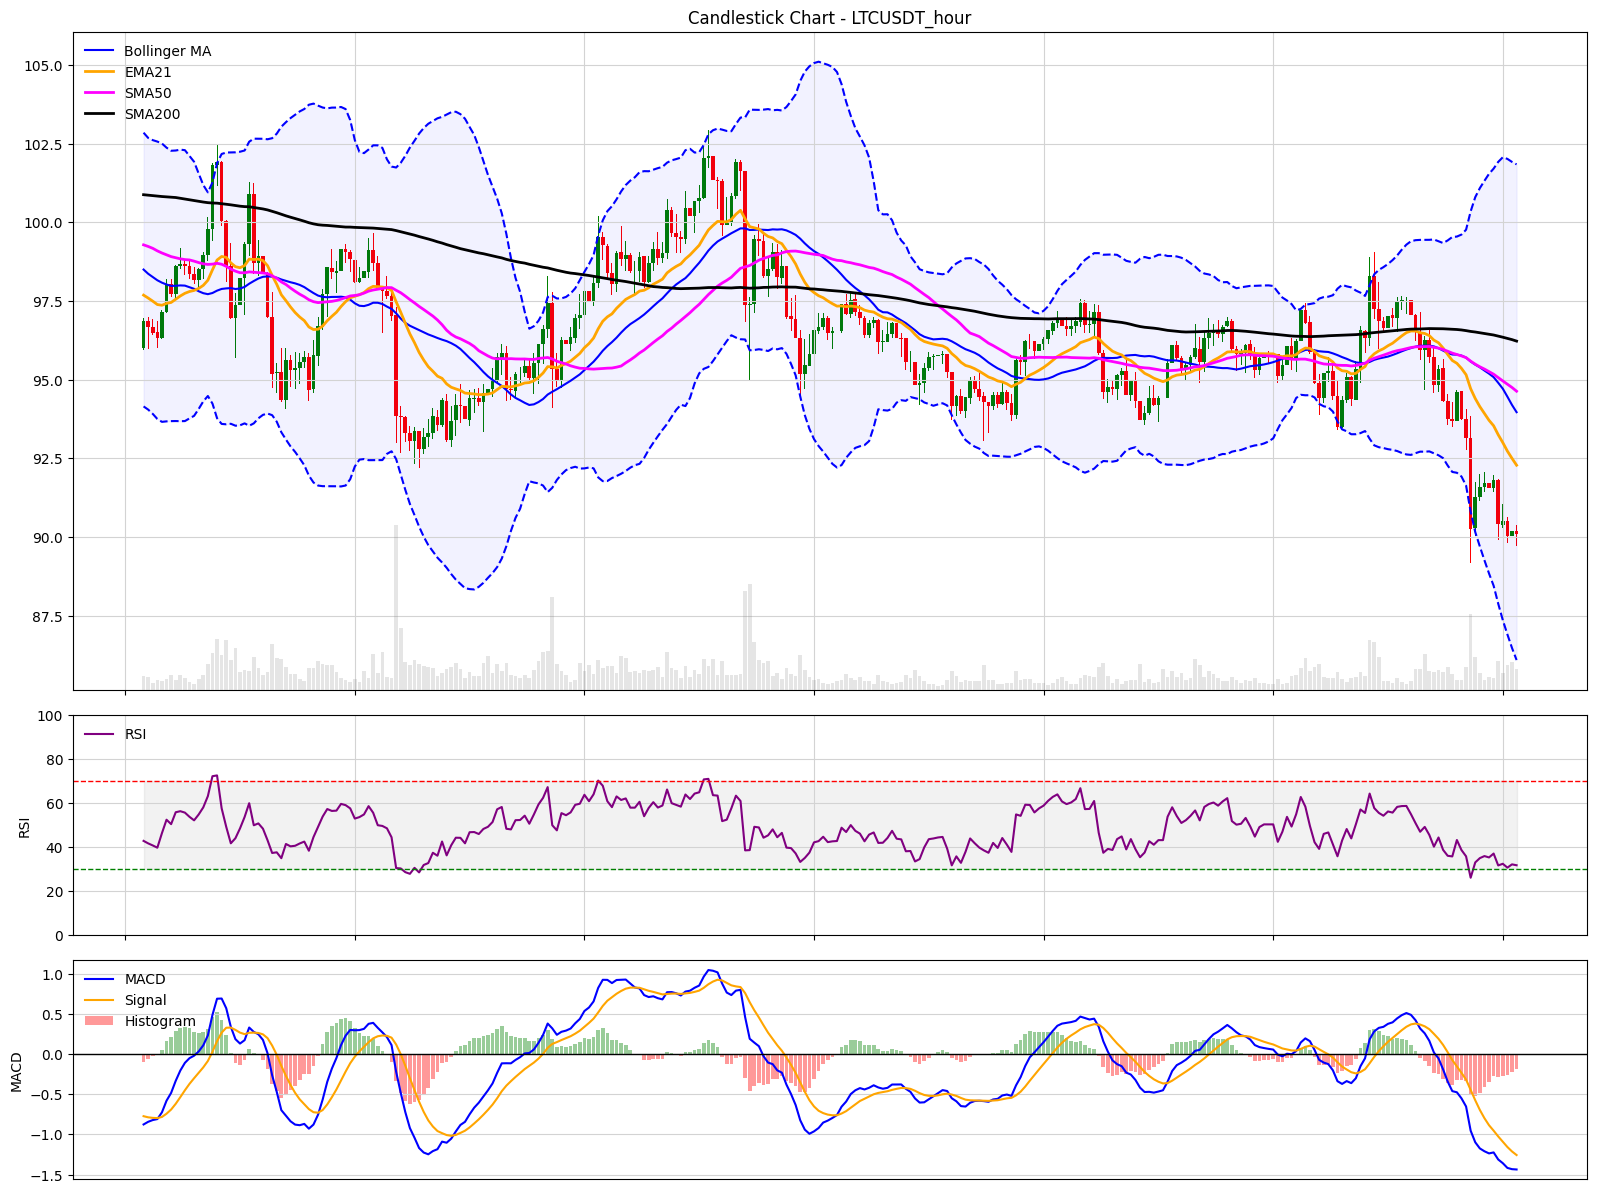 Candlestick Chart - LTCUSDT_hour
Bollinger MA
EMA21
SMA50
SMA200
105.0
102.5
100.0
97.5
95.0
92.5
90.0
87.5
RSI
100
80
60
40
20
0
RSI
MACD
Signal
Histogram
1.0
0.5
0.0
−0.5
−1.0
−1.5
MACD